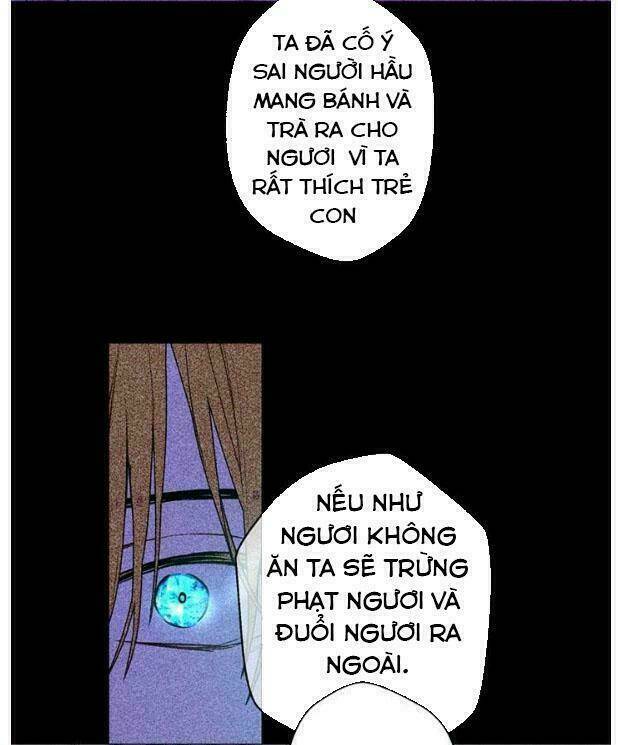 TA ĐÃ CỐ Ý
SAI NGƯỜI HẦU
MANG BÁNH VÀ
TRÀ RA CHO
NGƯƠI VÌ TA
RẤT THÍCH TRẺ
CON
NẾU NHƯ
NGƯƠI KHÔNG
ĂN TA SẼ TRỪNG
PHẠT NGƯƠI VÀ
ĐUỔI NGƯƠI RA
NGOÀI.